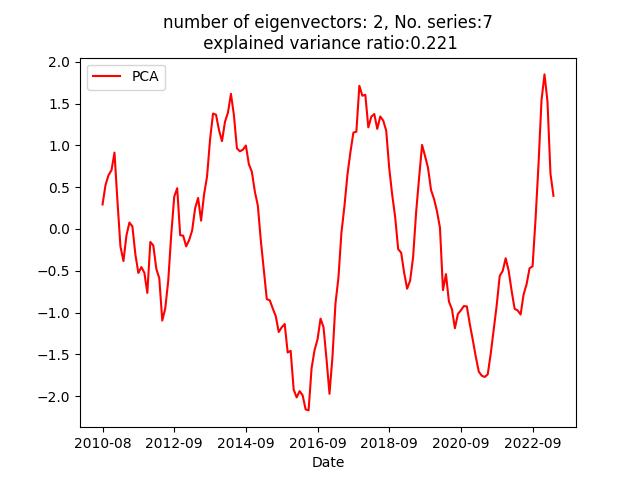 number of eigenvectors: 2, No. series:7
explained variance ratio:0.221
PCA
2.0
1.5
1.0
0.5
0.0
−0.5
−1.0
−1.5
−2.0
2010-08 2012-09 2014-09 2016-09 2018-09 2020-09 2022-09
Date